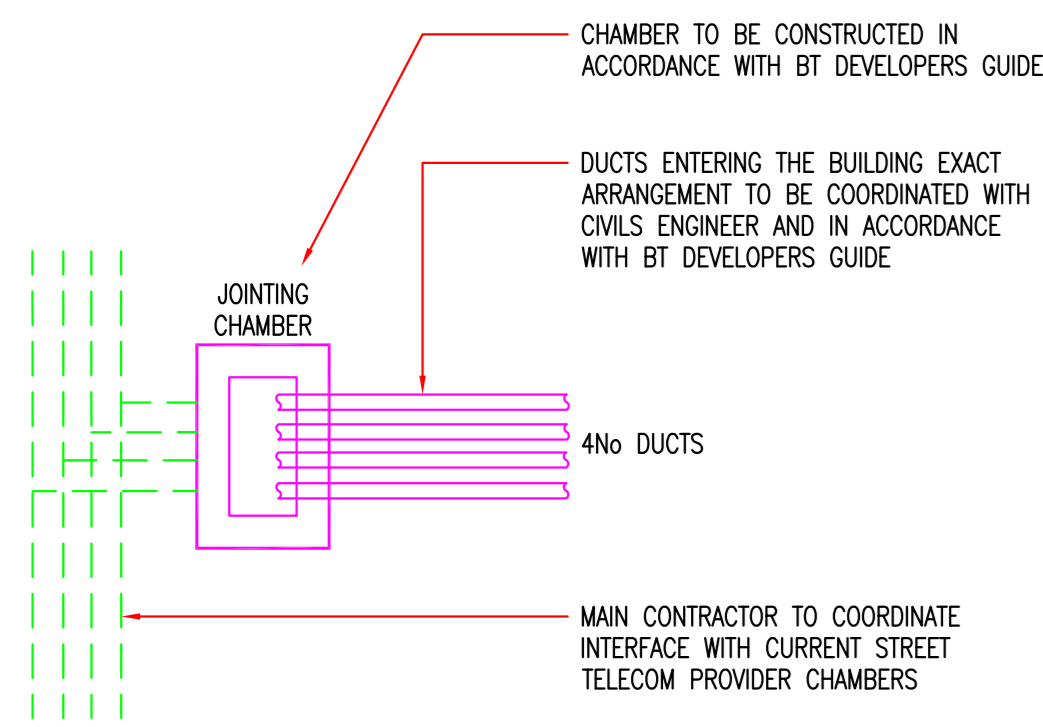 CHAMBER TO BE CONSTRUCTED IN
ACCORDANCE WITH BT DEVELOPERS GUIDE
DUCTS ENTERING THE BUILDING EXACT
ARRANGEMENT TO BE COORDINATED WITH
CIVILS ENGINEER AND IN ACCORDANCE
WITH BT DEVELOPERS GUIDE
JOINTING
CHAMBER
4No DUCTS
MAIN CONTRACTOR TO COORDINATE
INTERFACE WITH CURRENT STREET
TELECOM PROVIDER CHAMBERS